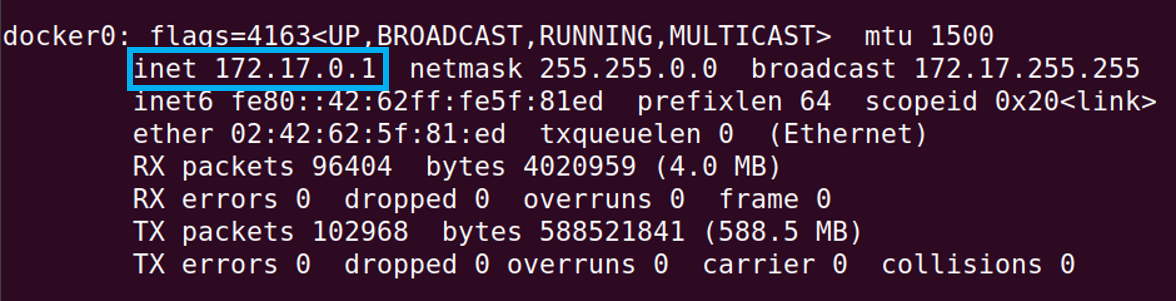 docker0: flags=4163<UP,BROADCAST,RUNNING,MULTICAST>  mtu 1500
inet 172.17.0.1  netmask 255.255.0.0  broadcast 172.17.255.255
inet6 fe80::42:62ff:fe5f:81ed  prefixlen 64  scopeid 0x20<link>
ether 02:42:62:5f:81:ed  txqueuelen 0  (Ethernet)
RX packets 96404  bytes 4020959 (4.0 MB)
RX errors 0  dropped 0  overruns 0  frame 0
TX packets 102968  bytes 588521841 (588.5 MB)
TX errors 0  dropped 0 overruns 0  carrier 0  collisions 0